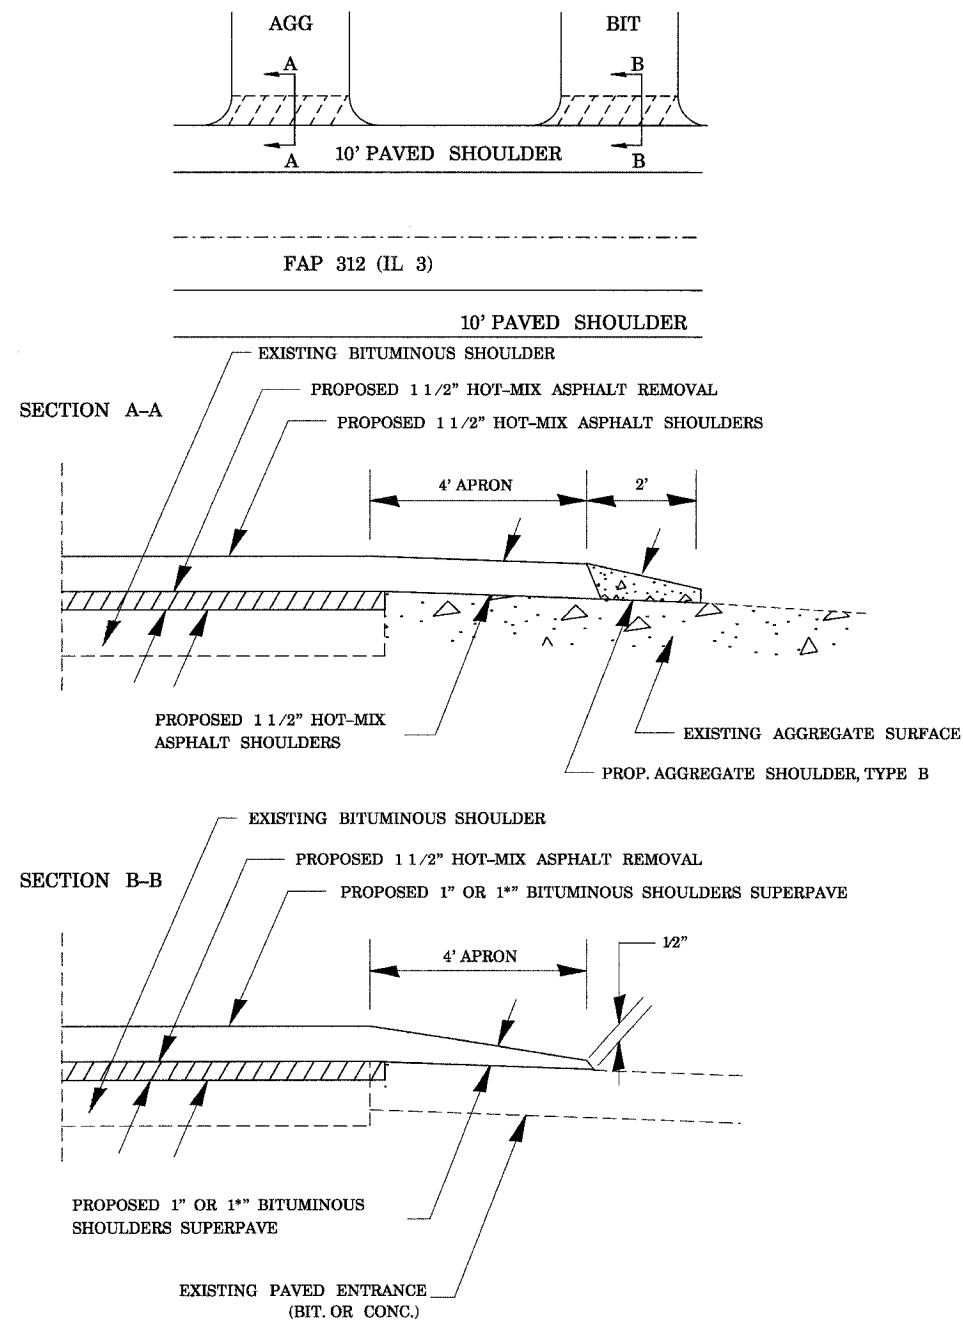 AGG
BIT
A
B
A
B
10' PAVED SHOULDER
FAP 312 (IL 3)
10' PAVED SHOULDER
EXISTING BITUMINOUS SHOULDER
PROPOSED 1 1/2" HOT-MIX ASPHALT REMOVAL
SECTION A-A
PROPOSED 1 1/2" HOT-MIX ASPHALT SHOULDERS
4' APRON
2'
PROPOSED 1 1/2" HOT-MIX
ASPHALT SHOULDERS
EXISTING AGGREGATE SURFACE
PROP. AGGREGATE SHOULDER, TYPE B
EXISTING BITUMINOUS SHOULDER
PROPOSED 1 1/2" HOT-MIX ASPHALT REMOVAL
SECTION B-B
PROPOSED 1" OR 1*" BITUMINOUS SHOULDERS SUPERPAVE
4' APRON
1/2"
PROPOSED 1" OR 1*" BITUMINOUS
SHOULDERS SUPERPAVE
EXISTING PAVED ENTRANCE
(BIT. OR CONC.)